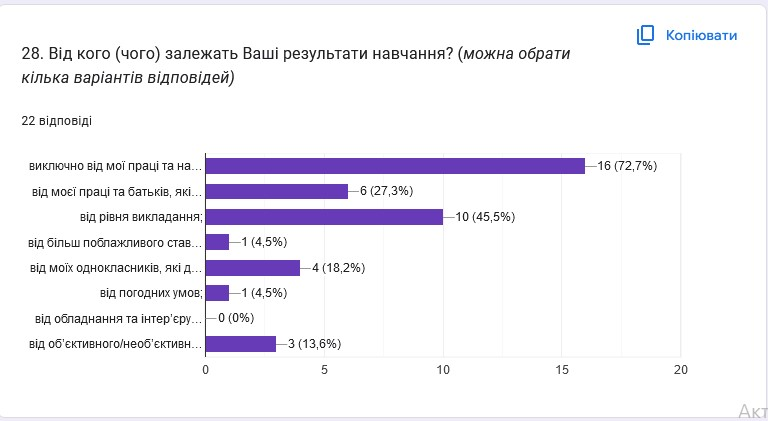 Копіювати
28. Від кого (чого) залежать Ваші результати навчання? (можна обрати
кілька варіантів відповідей)
22 відповіді
виключно від мої праці та на... 16 (72,7%)
від моєї праці та батьків, які... 6 (27,3%)
від рівня викладання; 10 (45,5%)
від більш поблажливого став... 1 (4,5%)
від моїх однокласників, які д... 4 (18,2%)
від погодних умов; 1 (4,5%)
від обладнання та інтер’єру... 0 (0%)
від об’єктивного/необ’єктивн... 3 (13,6%)
0 5 10 15 20
Акт